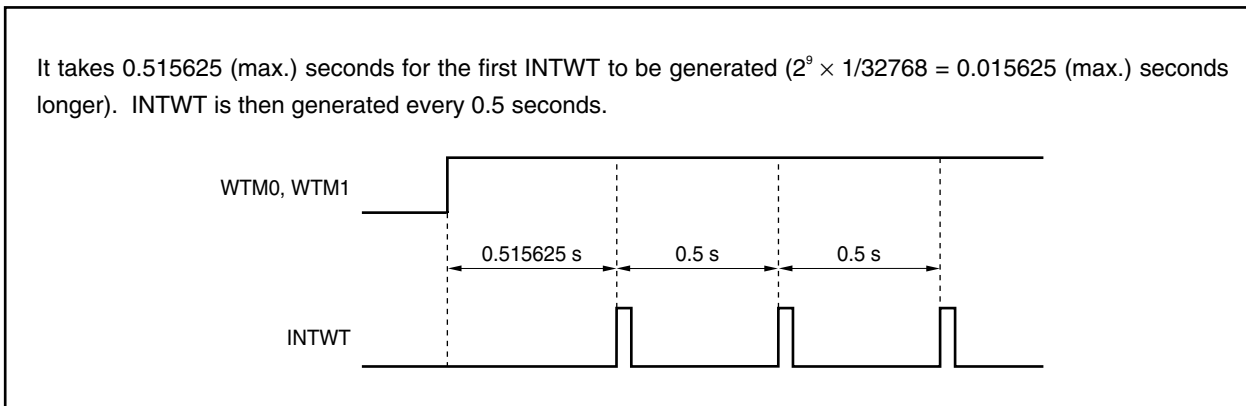 It takes 0.515625 (max.) seconds for the first INTWT to be generated (2⁹ × 1/32768 = 0.015625 (max.) seconds
longer). INTWT is then generated every 0.5 seconds.
WTM0, WTM1
0.515625 s
0.5 s
0.5 s
INTWT